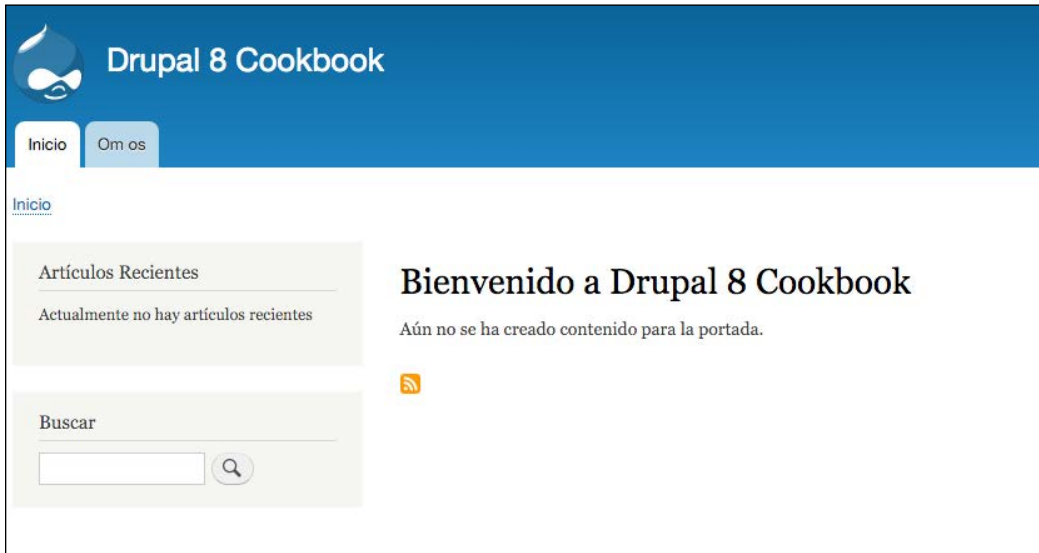 Drupal 8 Cookbook
Inicio
Om os
Inicio
Artículos Recientes
Actualmente no hay artículos recientes
Buscar
Bienvenido a Drupal 8 Cookbook
Aún no se ha creado contenido para la portada.